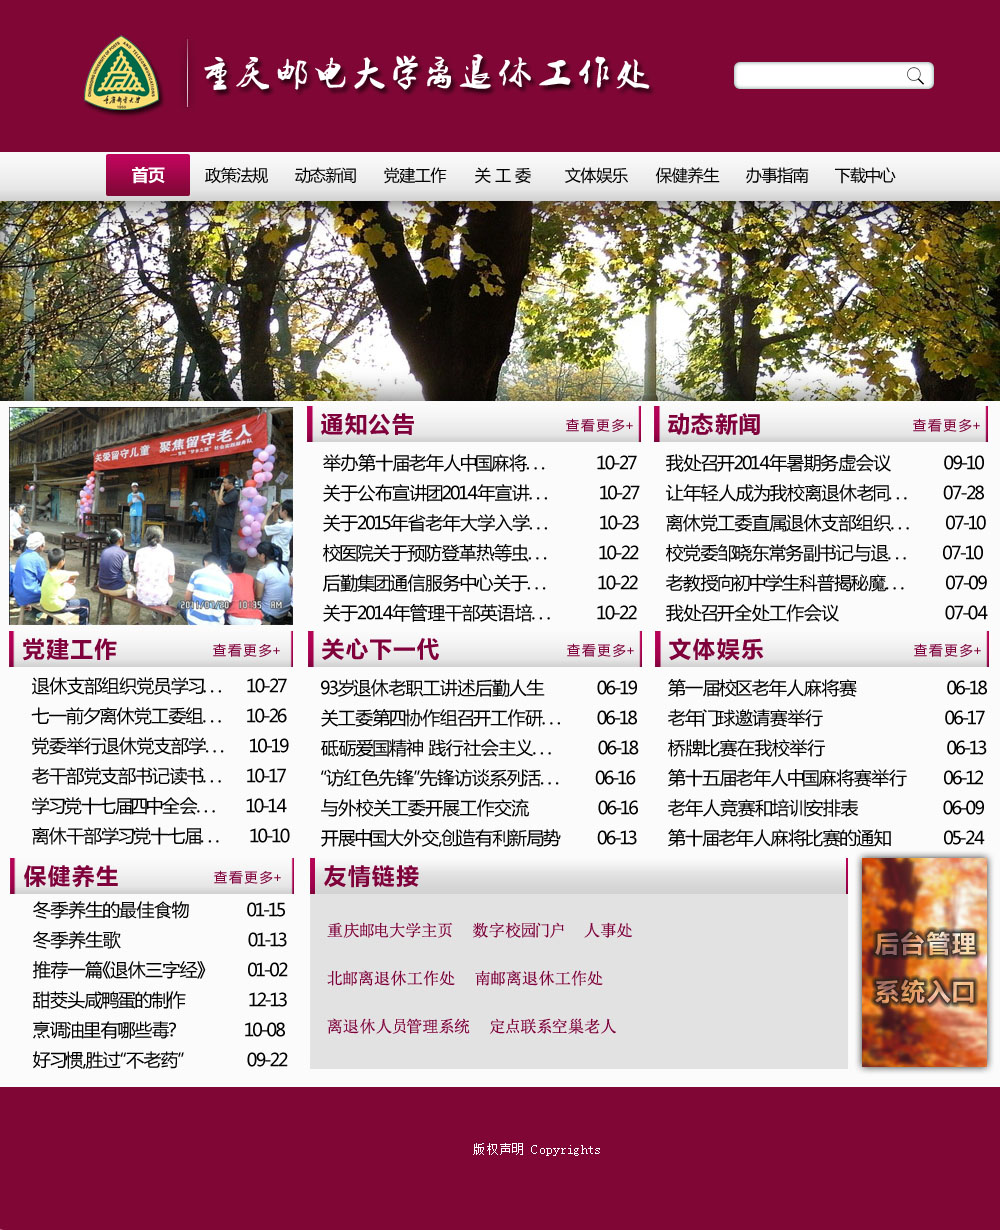 重庆邮电大学离退休工作处
首页 政策法规 动态新闻 党建工作 关 工 委 文体娱乐 保健养生 办事指南 下载中心
关爱留守儿童 聚焦留守老人
2011/07/20 10:35 AM
通知公告 查看更多+
举办第十届老年人中国麻将... 10-27
关于公布宣讲团2014年宣讲... 10-27
关于2015年省老年大学入学... 10-23
校医院关于预防登革热等虫... 10-22
后勤集团通信服务中心关于... 10-22
关于2014年管理干部英语培... 10-22
动态新闻 查看更多+
我处召开2014年暑期务虚会议 09-10
让年轻人成为我校离退休老同... 07-28
离休党工委直属退休支部组织... 07-10
校党委邹晓东常务副书记与退... 07-10
老教授向初中学生科普揭秘魔... 07-09
我处召开全处工作会议 07-04
党建工作 查看更多+
退休支部组织党员学习... 10-27
七一前夕离休党工委组... 10-26
党委举行退休党支部学... 10-19
老干部党支部书记读书... 10-17
学习党十七届四中全会... 10-14
离休干部学习党十七届... 10-10
关心下一代 查看更多+
93岁退休老职工讲述后勤人生 06-19
关工委第四协作组召开工作研... 06-18
砥砺爱国精神 践行社会主义... 06-18
“访红色先锋”先锋访谈系列活... 06-16
与外校关工委开展工作交流 06-16
开展中国大外交,创造有利新局势 06-13
文体娱乐 查看更多+
第一届校区老年人麻将赛 06-18
老年门球邀请赛举行 06-17
桥牌比赛在我校举行 06-13
第十五届老年人中国麻将赛举行 06-12
老年人竞赛和培训安排表 06-09
第十届老年人麻将比赛的通知 05-24
保健养生 查看更多+
冬季养生的最佳食物 01-15
冬季养生歌 01-13
推荐一篇《退休三字经》 01-02
甜茭头咸鸭蛋的制作 12-13
烹调油里有哪些毒? 10-08
好习惯,胜过“不老药” 09-22
友情链接
重庆邮电大学主页 数字校园门户 人事处
北邮离退休工作处 南邮离退休工作处
离退休人员管理系统 定点联系空巢老人
后台管理
系统入口
版权声明 Copyrights